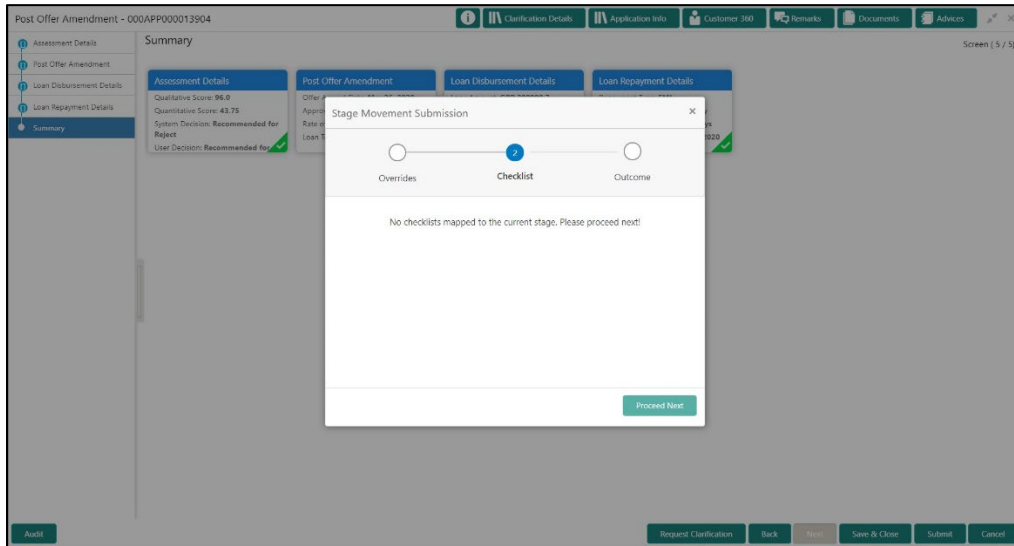 Post Offer Amendment - 000APP000013904
Clarification Details
Application Info
Customer 360
Remarks
Documents
Advices
Assessment Details
Post Offer Amendment
Loan Disbursement Details
Loan Repayment Details
Summary
Summary
Screen ( 5 / 5)
Assessment Details
Qualitative Score: 96.0
Quantitative Score: 43.75
System Decision: Recommended for
Reject
User Decision: Recommended for
Post Offer Amendment
Loan Disbursement Details
Loan Repayment Details
Stage Movement Submission
2
Overrides
Checklist
Outcome
No checklists mapped to the current stage. Please proceed next!
Proceed Next
Audit
Request Clarification
Back
Next
Save & Close
Submit
Cancel